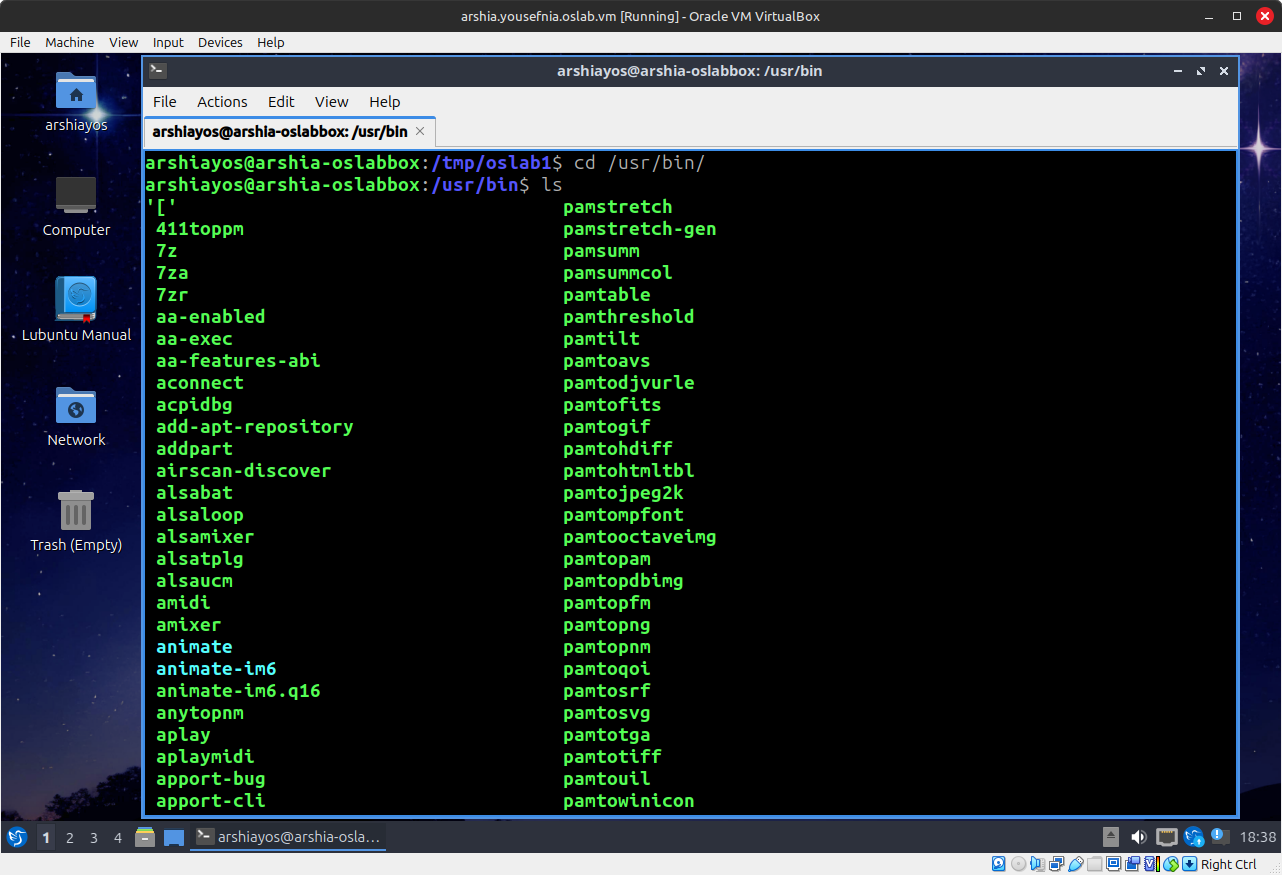 arshia.yousefnia.oslab.vm [Running] - Oracle VM VirtualBox
File Machine View Input Devices Help
arshiayos@arshia-oslabbox: /usr/bin
File Actions Edit View Help
arshiayos@arshia-oslabbox: /usr/bin
arshiayos
Computer
Lubuntu Manual
Network
Trash (Empty)
arshiayos@arshia-oslabbox:/tmp/oslab1$ cd /usr/bin/
arshiayos@arshia-oslabbox:/usr/bin$ ls
'[' pamstretch
411toppm pamstretch-gen
7z pamsumm
7za pamsummcol
7zr pamtable
aa-enabled pamthreshold
aa-exec pamtilt
aa-features-abi pamtoavs
aconnect pamtodjvurle
acpidbg pamtofits
add-apt-repository pamtogif
addpart pamtohdiff
airscan-discover pamtohtmltbl
alsabat pamtojpeg2k
alsaloop pamtompfont
alsamixer pamtooctaveimg
alsatplg pamtopam
alsaucm pamtopdbimg
amidi pamtopfm
amixer pamtopng
animate pamtopnm
animate-im6 pamtoqoi
animate-im6.q16 pamtosrf
anytopnm pamtosvg
aplay pamtotga
aplaymidi pamtotiff
apport-bug pamtouil
apport-cli pamtowinicon
1 2 3 4 arshiayos@arshia-osla... 18:38
Right Ctrl